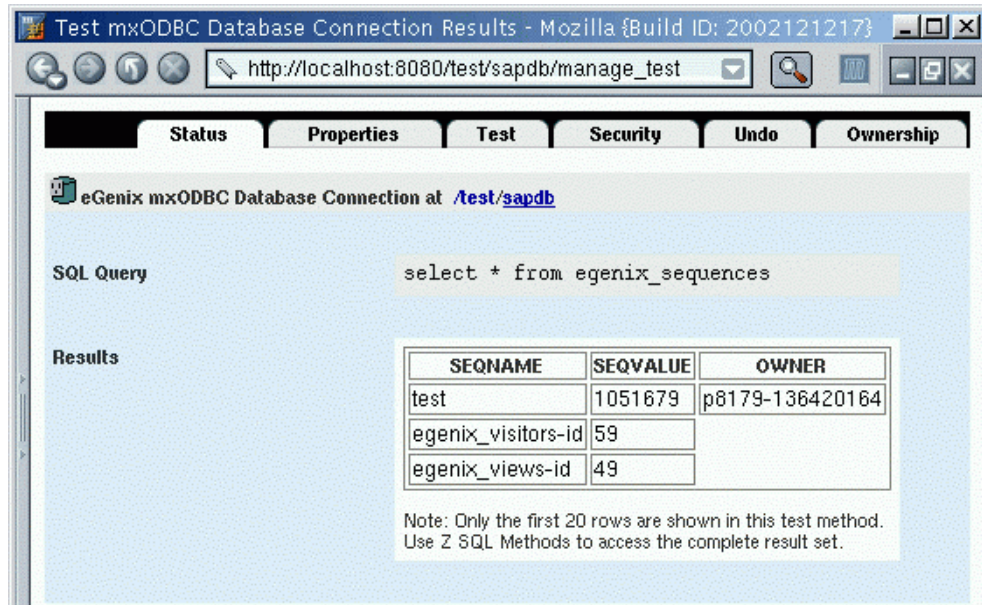 Test mxODBC Database Connection Results - Mozilla {Build ID: 2002121217}
http://localhost:8080/test/sapdb/manage_test
Status Properties Test Security Undo Ownership
eGenix mxODBC Database Connection at /test/sapdb
SQL Query select * from egenix_sequences
Results
SEQNAME SEQVALUE OWNER
test 1051679 p8179-136420164
egenix_visitors-id 59
egenix_views-id 49
Note: Only the first 20 rows are shown in this test method.
Use Z SQL Methods to access the complete result set.